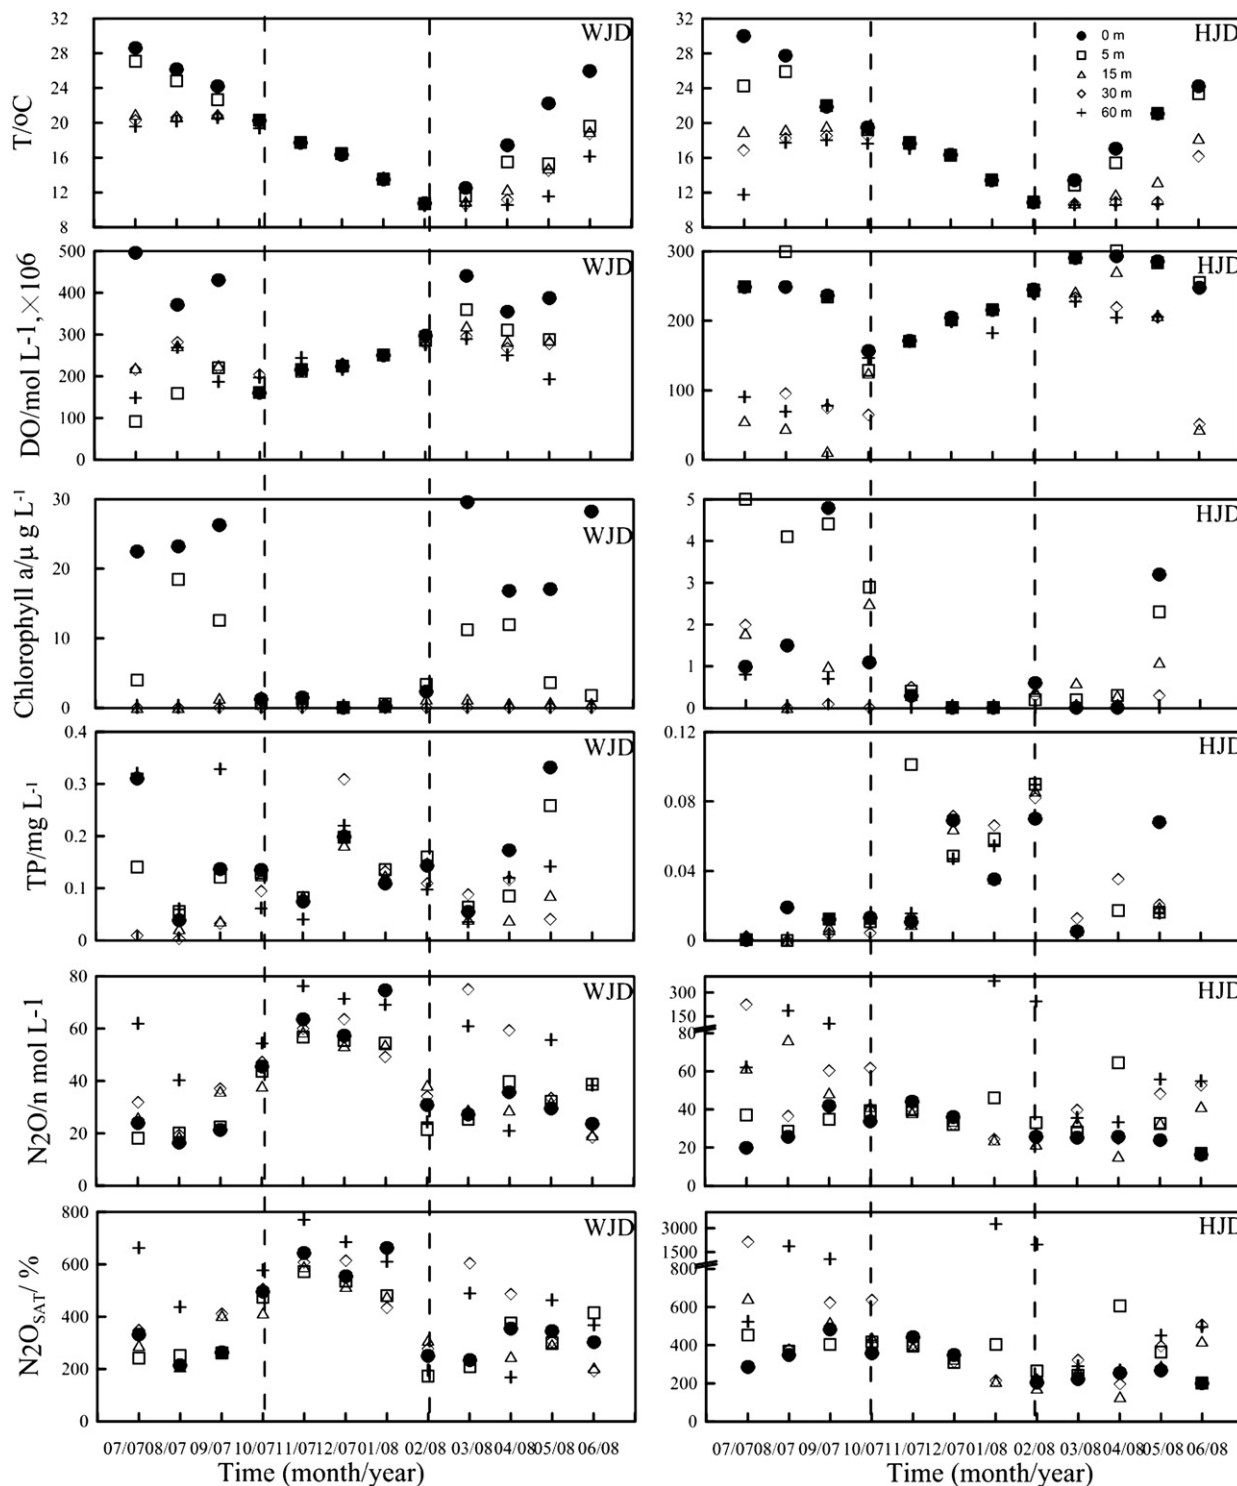 T/oC
32
28
24
20
16
12
8
WJD
32
28
24
20
16
12
8
HJD
0 m
5 m
15 m
30 m
60 m
DO/mol L-1,×10⁶
500
400
300
200
100
0
WJD
300
200
100
0
HJD
Chlorophyll a/μ g L⁻¹
30
20
10
0
WJD
5
4
3
2
1
0
HJD
TP/mg L⁻¹
0.4
0.3
0.2
0.1
0
WJD
0.12
0.08
0.04
0
HJD
N2O/n mol L-1
80
60
40
20
0
WJD
300
150
80
60
40
20
0
HJD
N2O_SAT/ %
800
600
400
200
0
WJD
3000
1500
800
600
400
200
0
HJD
07/07 08/07 09/07 10/07 11/07 12/07 01/08 02/08 03/08 04/08 05/08 06/08
Time (month/year)
07/07 08/07 09/07 10/07 11/07 12/07 01/08 02/08 03/08 04/08 05/08 06/08
Time (month/year)